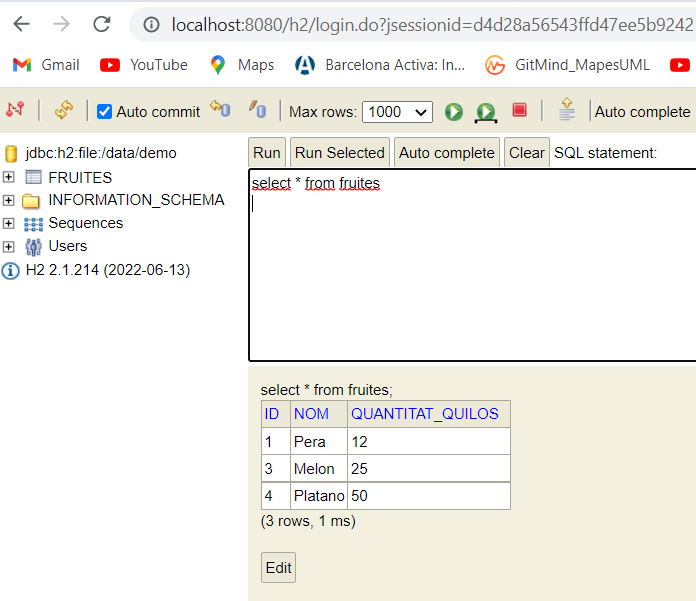 localhost:8080/h2/login.do?jsessionid=d4d28a56543ffd47ee5b9242
Gmail YouTube Maps Barcelona Activa: In... GitMind_MapesUML
Auto commit Max rows: 1000 Auto complete
jdbc:h2:file:/data/demo
FRUITES
INFORMATION_SCHEMA
Sequences
Users
H2 2.1.214 (2022-06-13)
Run Run Selected Auto complete Clear SQL statement:
select * from fruites
select * from fruites;
ID NOM QUANTITAT_QUILOS
1 Pera 12
3 Melon 25
4 Platano 50
(3 rows, 1 ms)
Edit